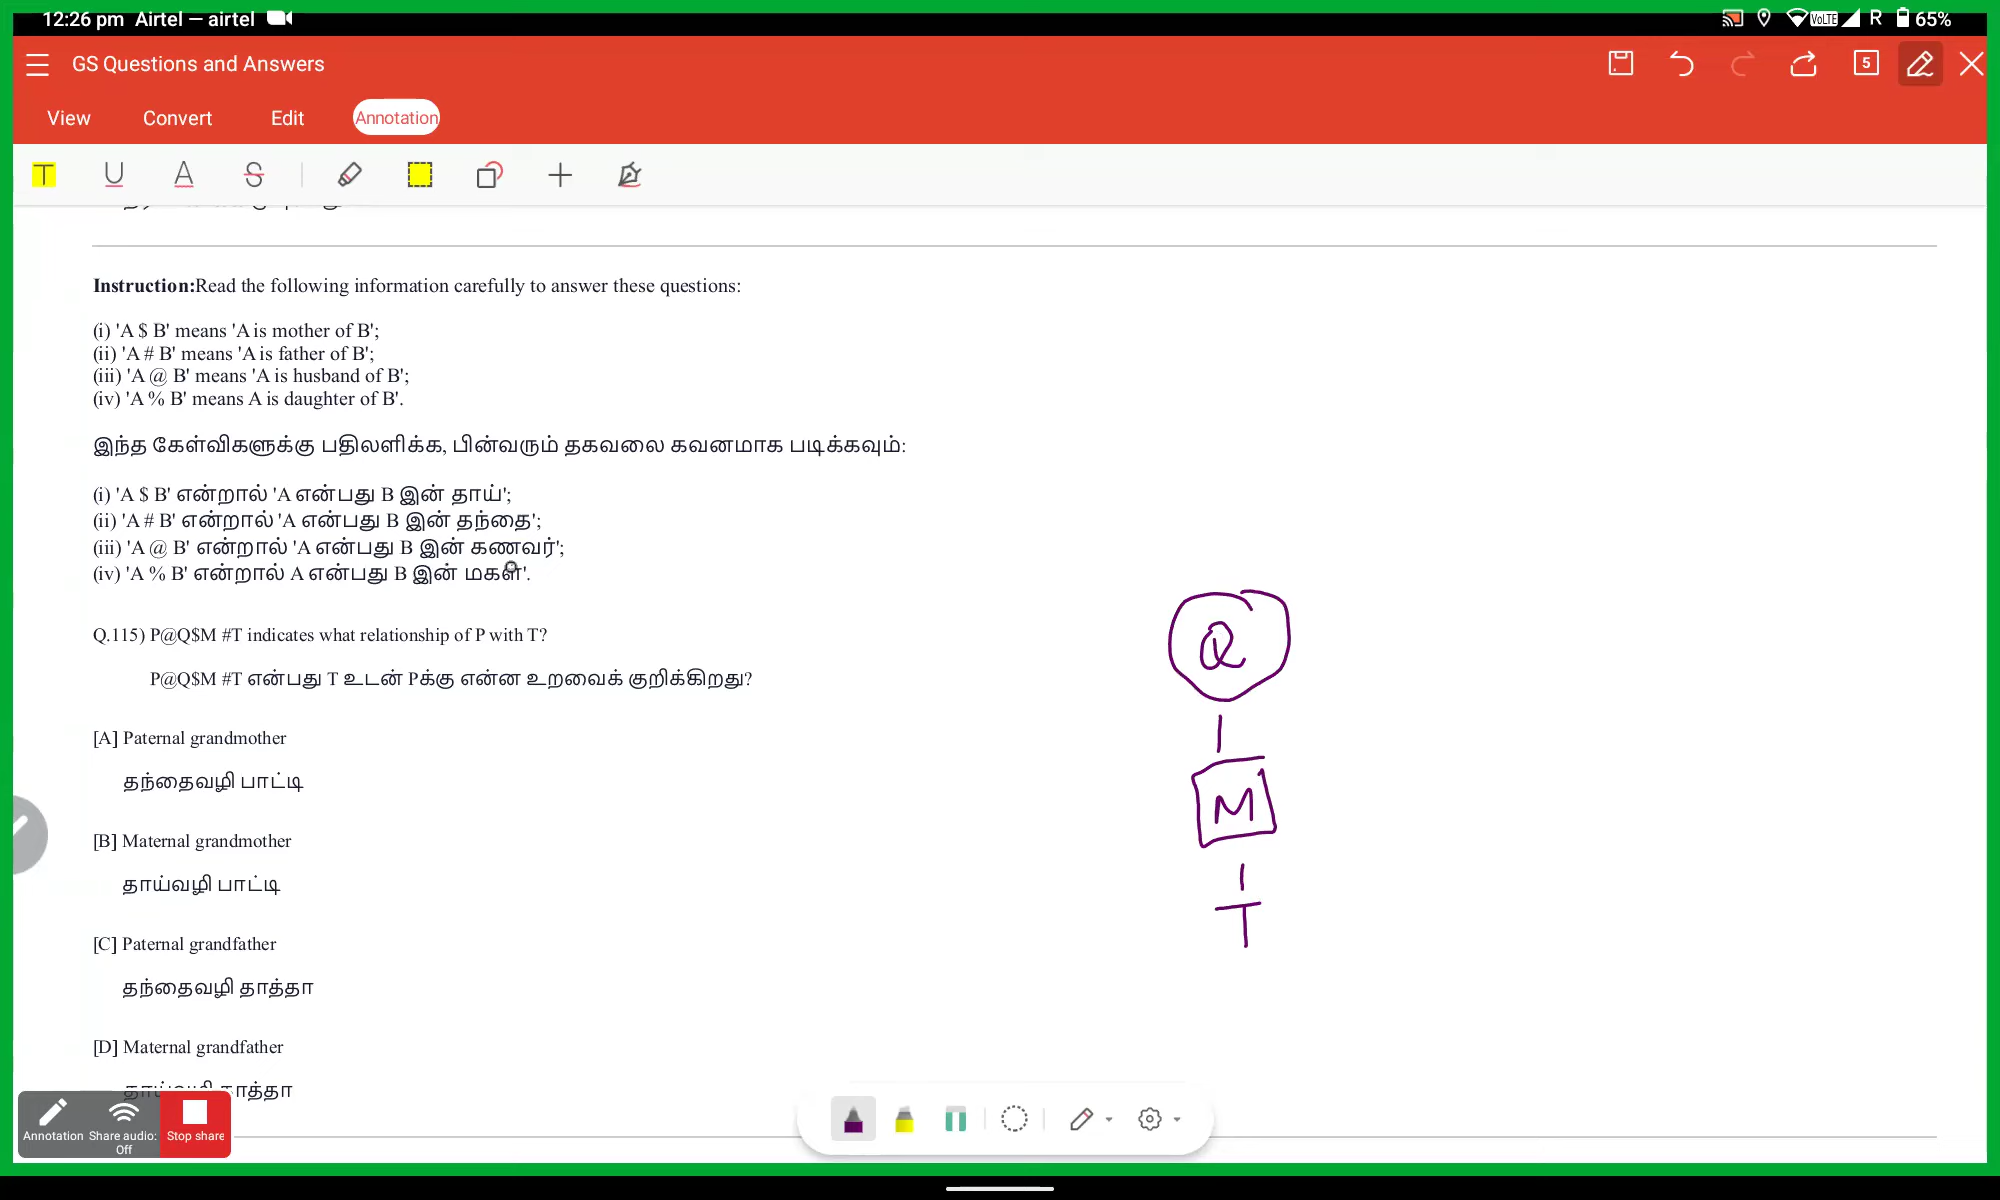 12:26 pm Airtel — airtel VoLTE R 65%
GS Questions and Answers 5
View Convert Edit Annotation
T U A S
Instruction:Read the following information carefully to answer these questions:
(i) 'A $ B' means 'A is mother of B';
(ii) 'A # B' means 'A is father of B';
(iii) 'A @ B' means 'A is husband of B';
(iv) 'A % B' means A is daughter of B'.
இந்த கேள்விகளுக்கு பதிலளிக்க, பின்வரும் தகவலை கவனமாக படிக்கவும்:
(i) 'A $ B' என்றால் 'A என்பது B இன் தாய்';
(ii) 'A # B' என்றால் 'A என்பது B இன் தந்தை';
(iii) 'A @ B' என்றால் 'A என்பது B இன் கணவர்';
(iv) 'A % B' என்றால் A என்பது B இன் மகள்'.
Q.115) P@Q$M #T indicates what relationship of P with T?
P@Q$M #T என்பது T உடன் Pக்கு என்ன உறவைக் குறிக்கிறது?
[A] Paternal grandmother
தந்தைவழி பாட்டி
[B] Maternal grandmother
தாய்வழி பாட்டி
[C] Paternal grandfather
தந்தைவழி தாத்தா
[D] Maternal grandfather
Q
M
T
Annotation Share audio: Off Stop share